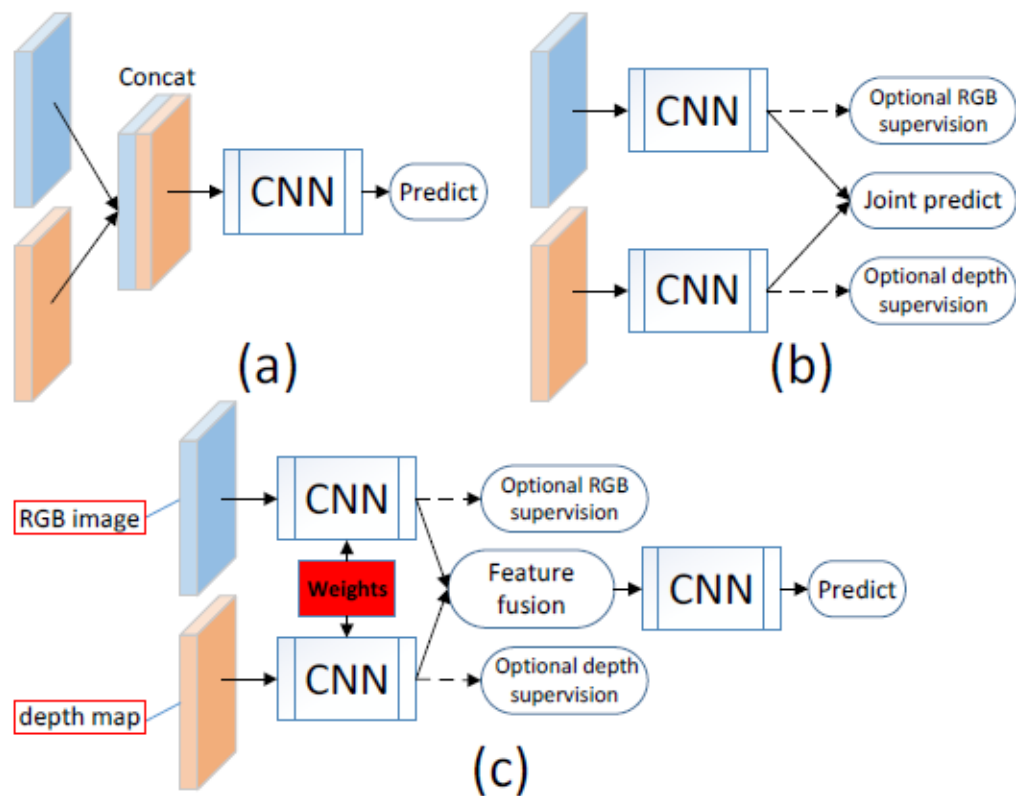 Concat
CNN
Predict
(a)
CNN
Optional RGB
supervision
Joint predict
CNN
Optional depth
supervision
(b)
RGB image
CNN
Optional RGB
supervision
Weights
Feature
fusion
CNN
Predict
depth map
CNN
Optional depth
supervision
(c)